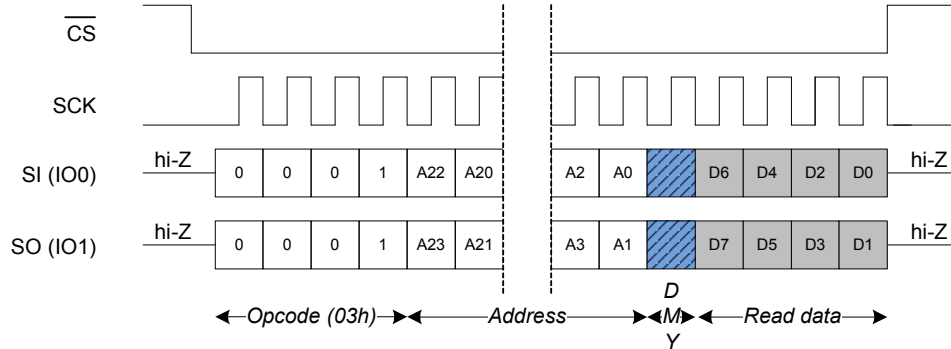 CS
SCK
SI (IO0) hi-Z 0 0 0 1 A22 A20 A2 A0 D6 D4 D2 D0 hi-Z
SO (IO1) hi-Z 0 0 0 1 A23 A21 A3 A1 D7 D5 D3 D1 hi-Z
Opcode (03h) Address D M Y Read data